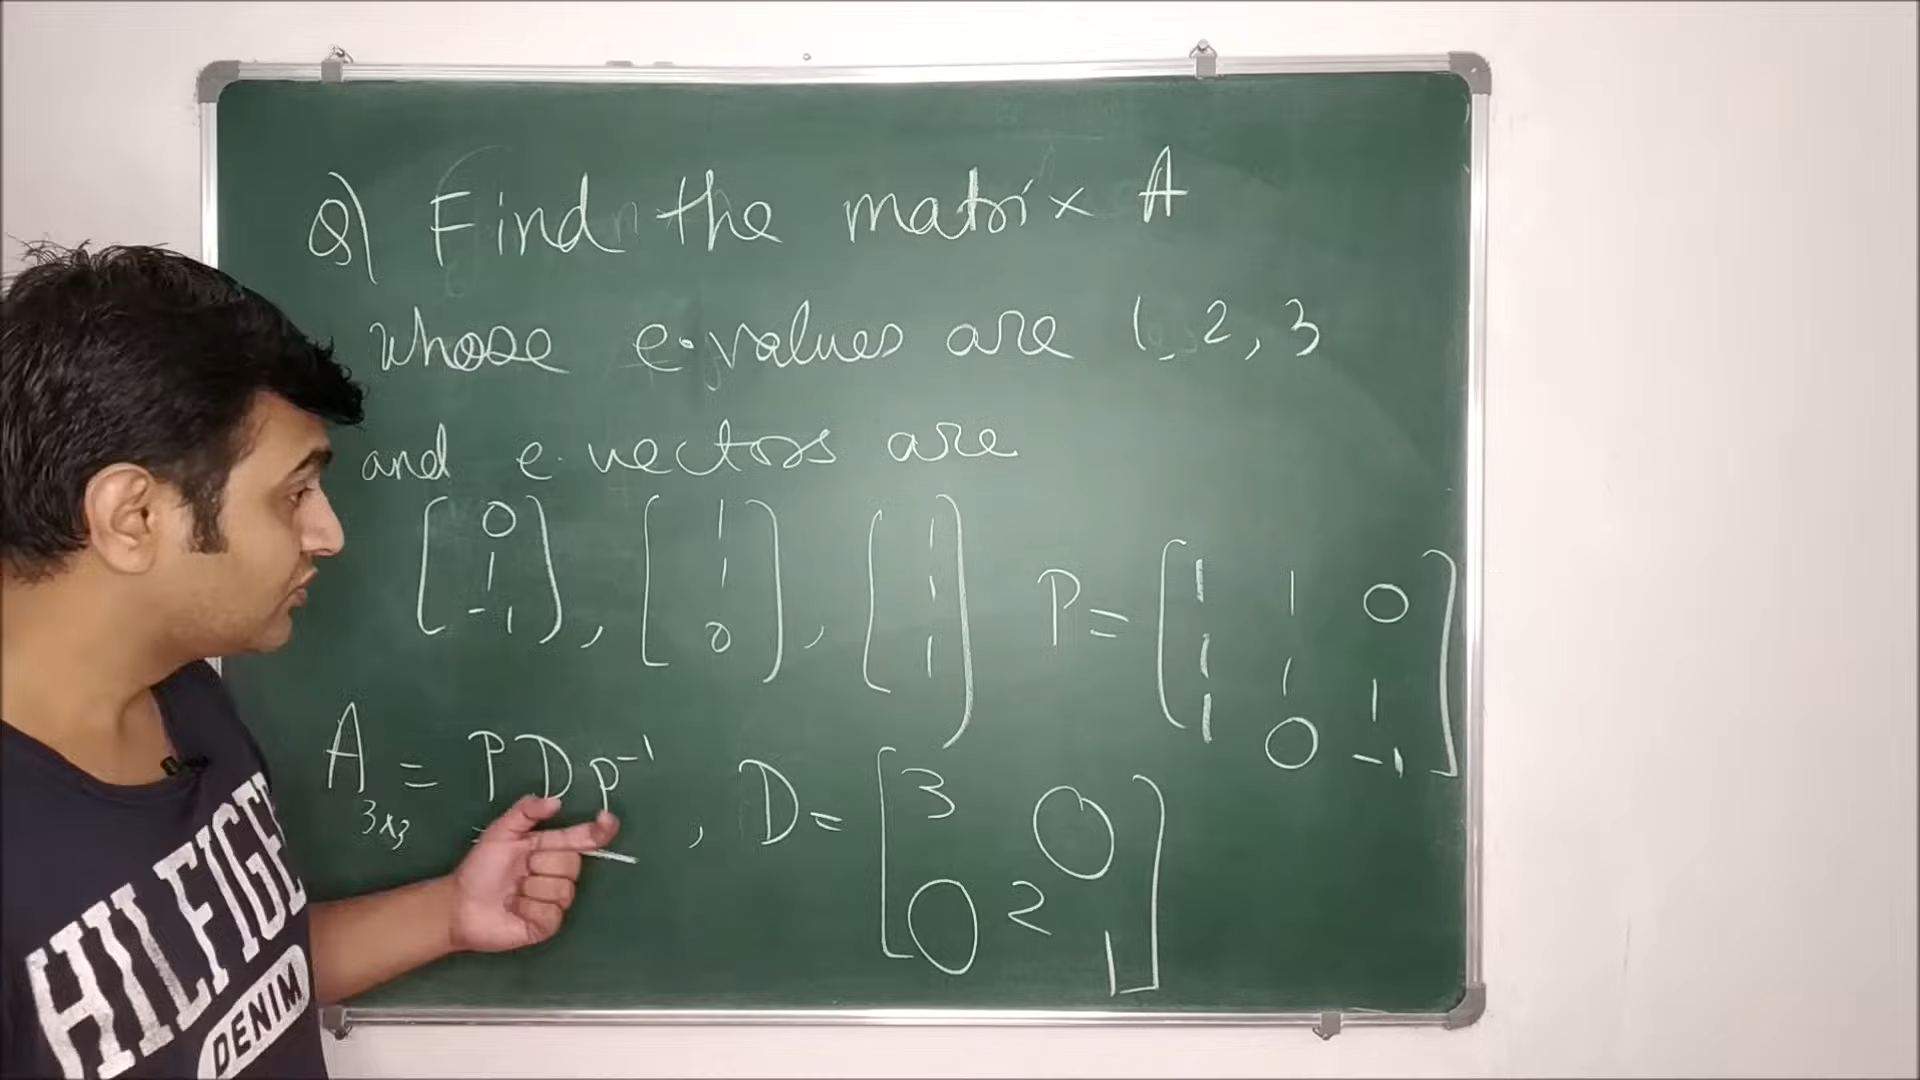 Q) Find the matrix A
whose e.values are 1, 2, 3
and e.vectors are
[0 1 -1], [1 1 0], [1 1 1]
P = [1 1 0
1 1 1
1 0 -1]
A 3x3 = P D P⁻¹, D = [3 0
0 2
1]
HILFIGE
DENIM